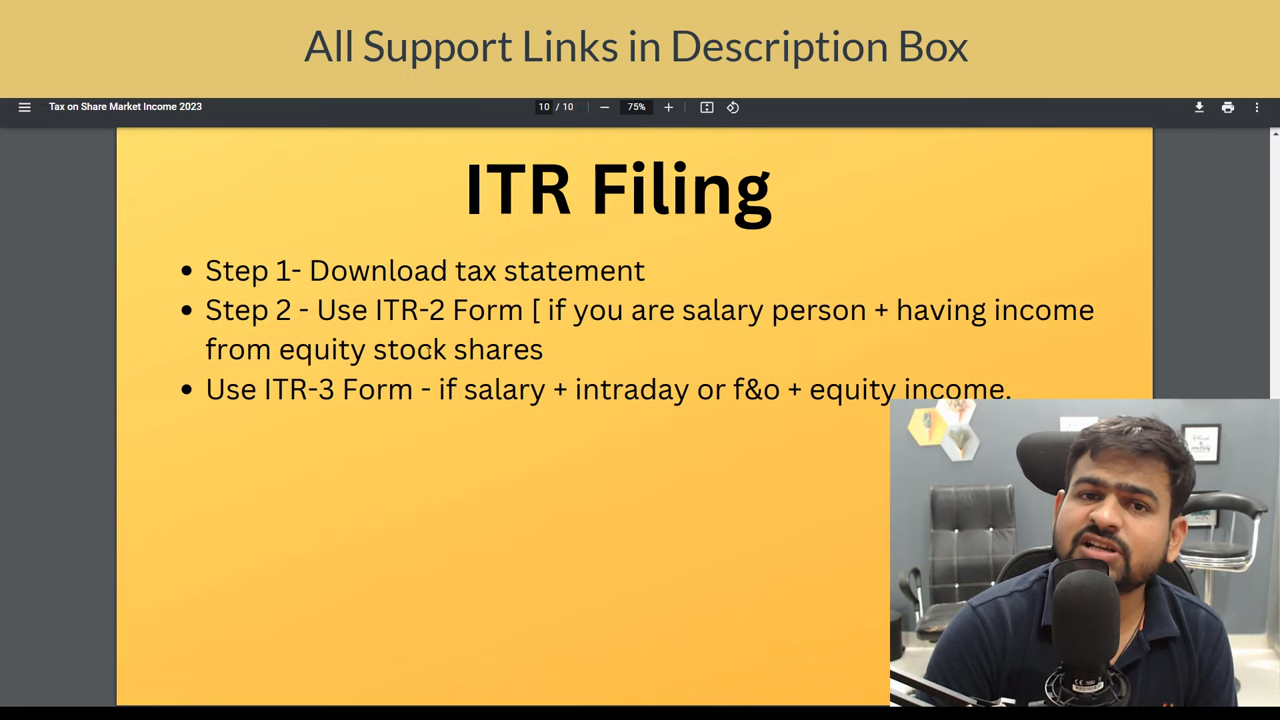 All Support Links in Description Box
Tax on Share Market Income 2023
10 / 10
75%
ITR Filing
Step 1- Download tax statement
Step 2 - Use ITR-2 Form [ if you are salary person + having income
from equity stock shares
Use ITR-3 Form - if salary + intraday or f&o + equity income.